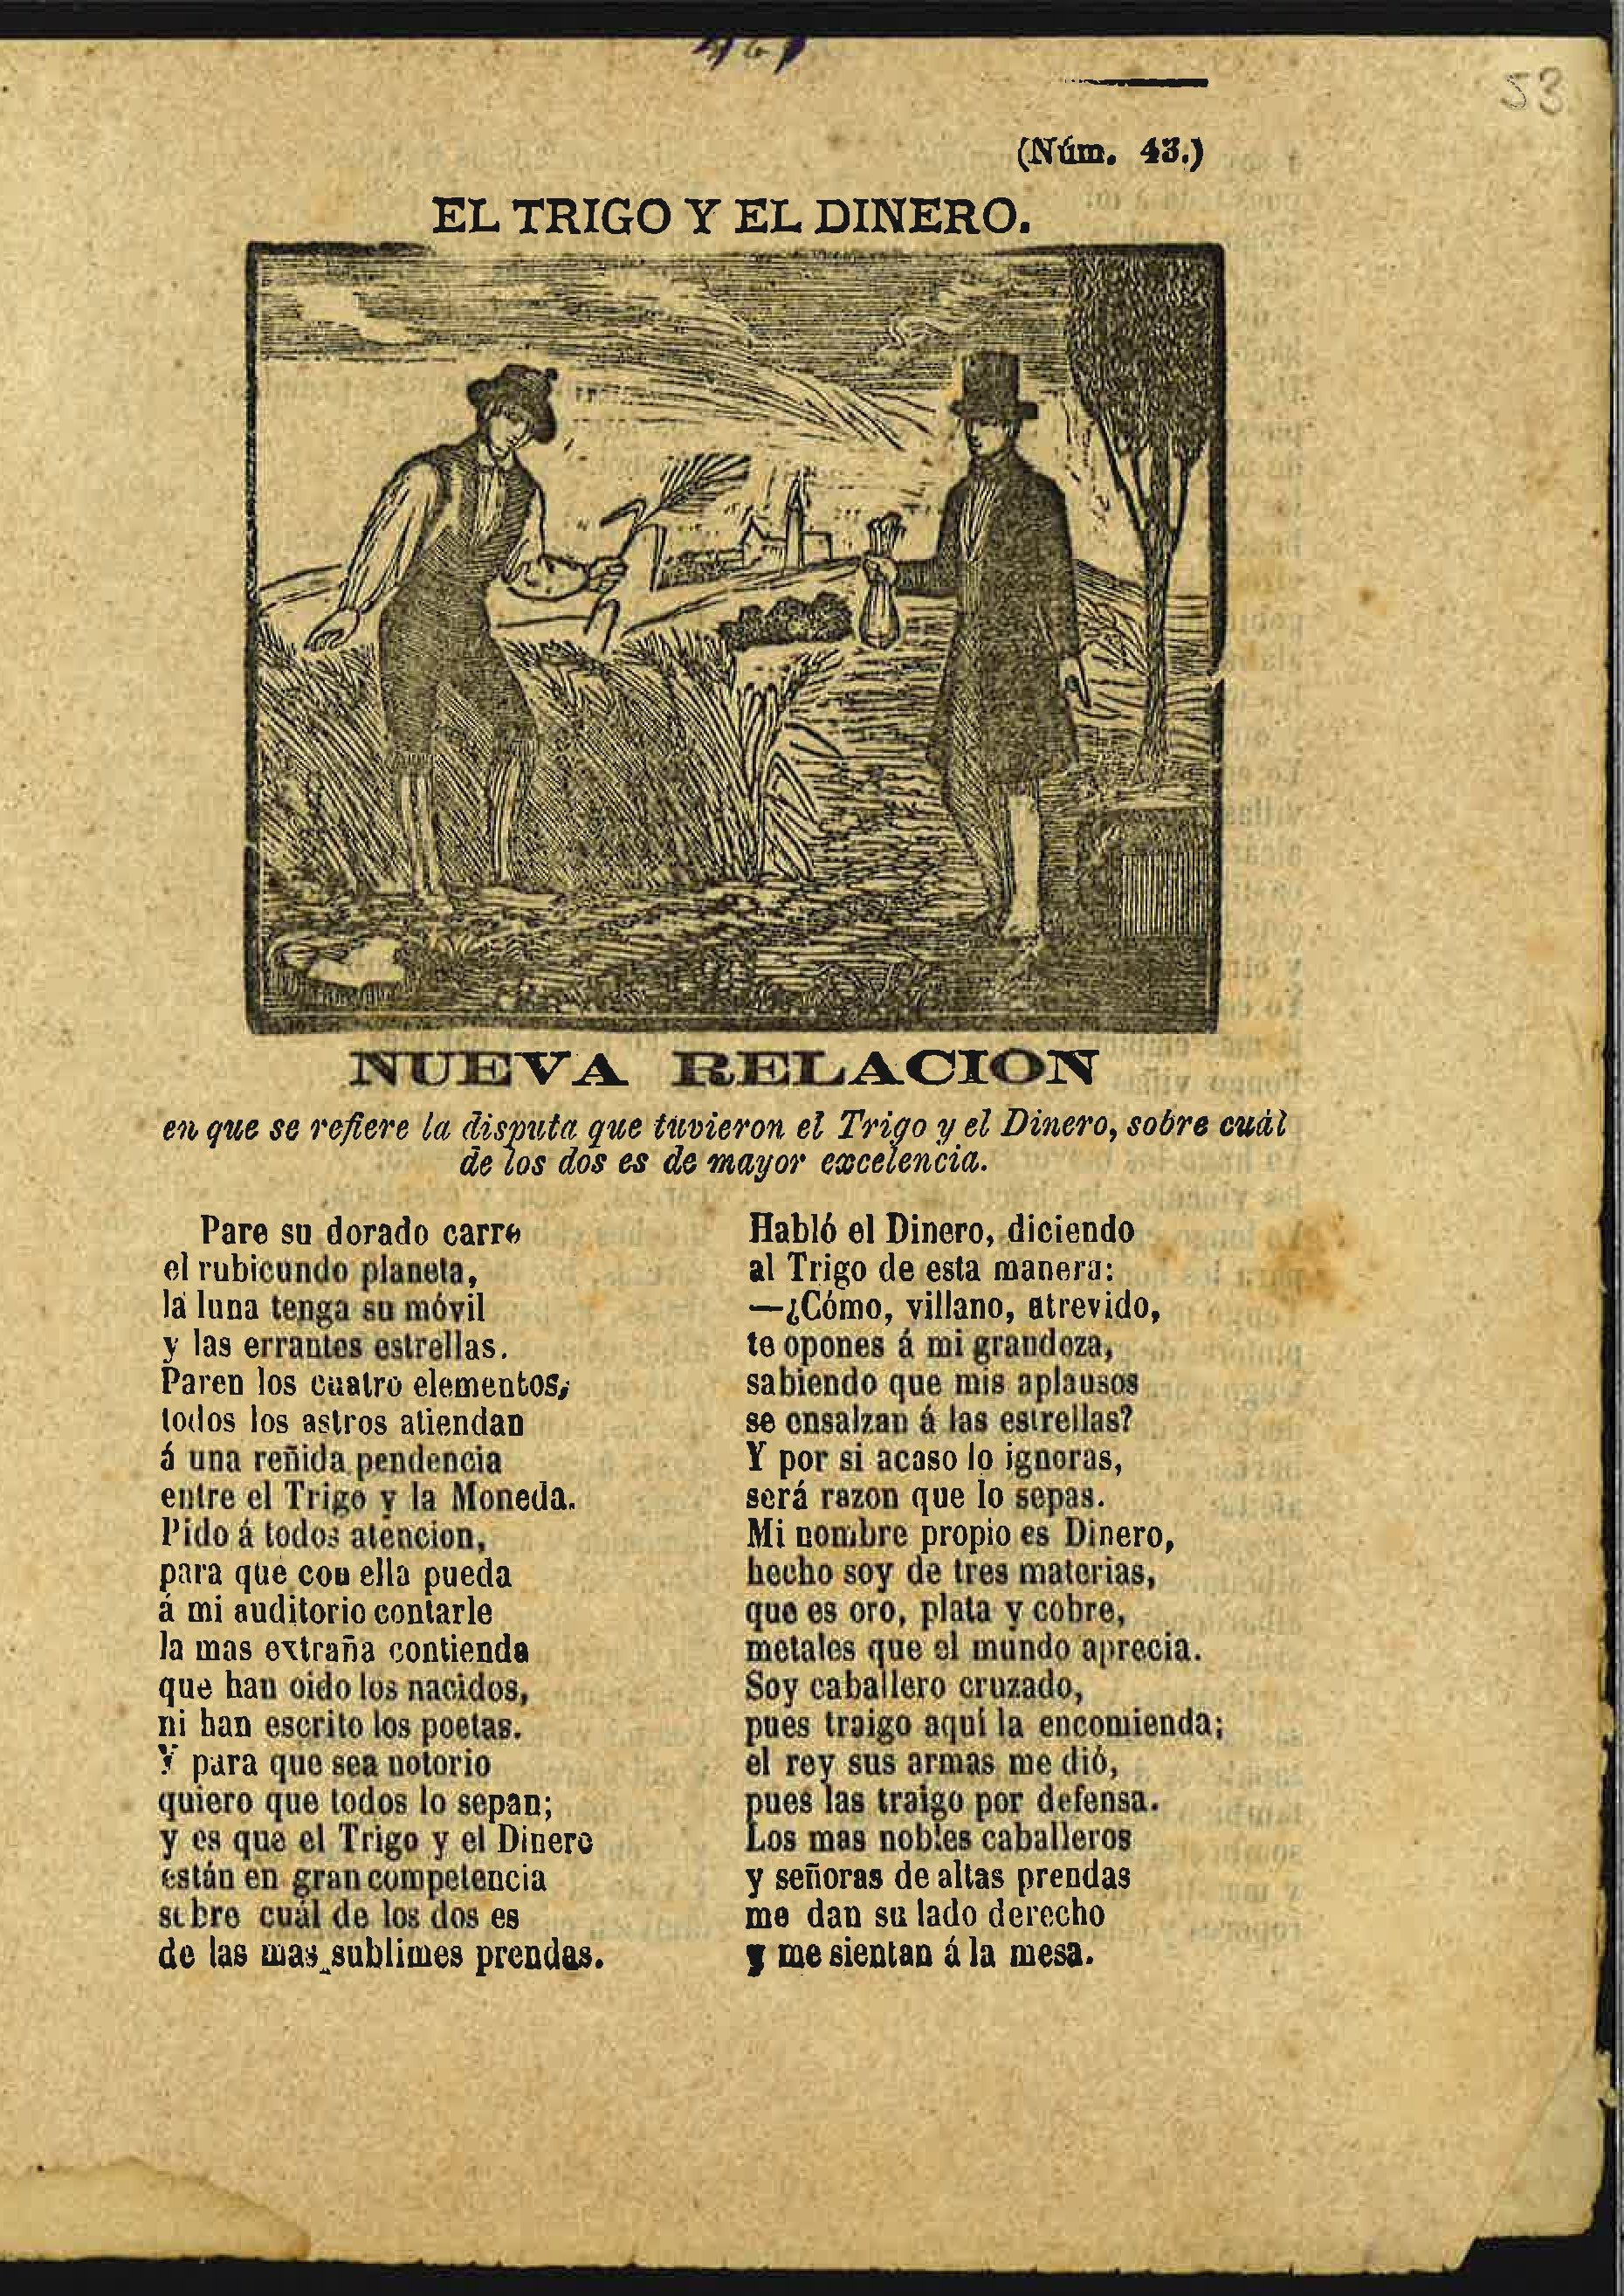 53
(Núm. 43.)
EL TRIGO Y EL DINERO.
NUEVA RELACION
en que se refiere la disputa que tuvieron el Trigo y el Dinero, sobre cuál
de los dos es de mayor excelencia.
Pare su dorado carro
el rubicundo planeta,
la luna tenga su móvil
y las errantes estrellas.
Paren los cuatro elementos,
todos los astros atiendan
á una reñida pendencia
entre el Trigo y la Moneda.
Pido á todos atencion,
para que con ella pueda
á mi auditorio contarle
la mas extraña contienda
que han oido los nacidos,
ni han escrito los poetas.
Y para que sea notorio
quiero que todos lo sepan;
y es que el Trigo y el Dinero
están en gran competencia
sobre cuál de los dos es
de las mas sublimes prendas.
Habló el Dinero, diciendo
al Trigo de esta manera:
—¿Cómo, villano, atrevido,
te opones á mi grandeza,
sabiendo que mis aplausos
se ensalzan á las estrellas?
Y por si acaso lo ignoras,
será razon que lo sepas.
Mi nombre propio es Dinero,
hecho soy de tres materias,
que es oro, plata y cobre,
metales que el mundo aprecia.
Soy caballero cruzado,
pues traigo aquí la encomienda;
el rey sus armas me dió,
pues las traigo por defensa.
Los mas nobles caballeros
y señoras de altas prendas
me dan su lado derecho
y me sientan á la mesa.